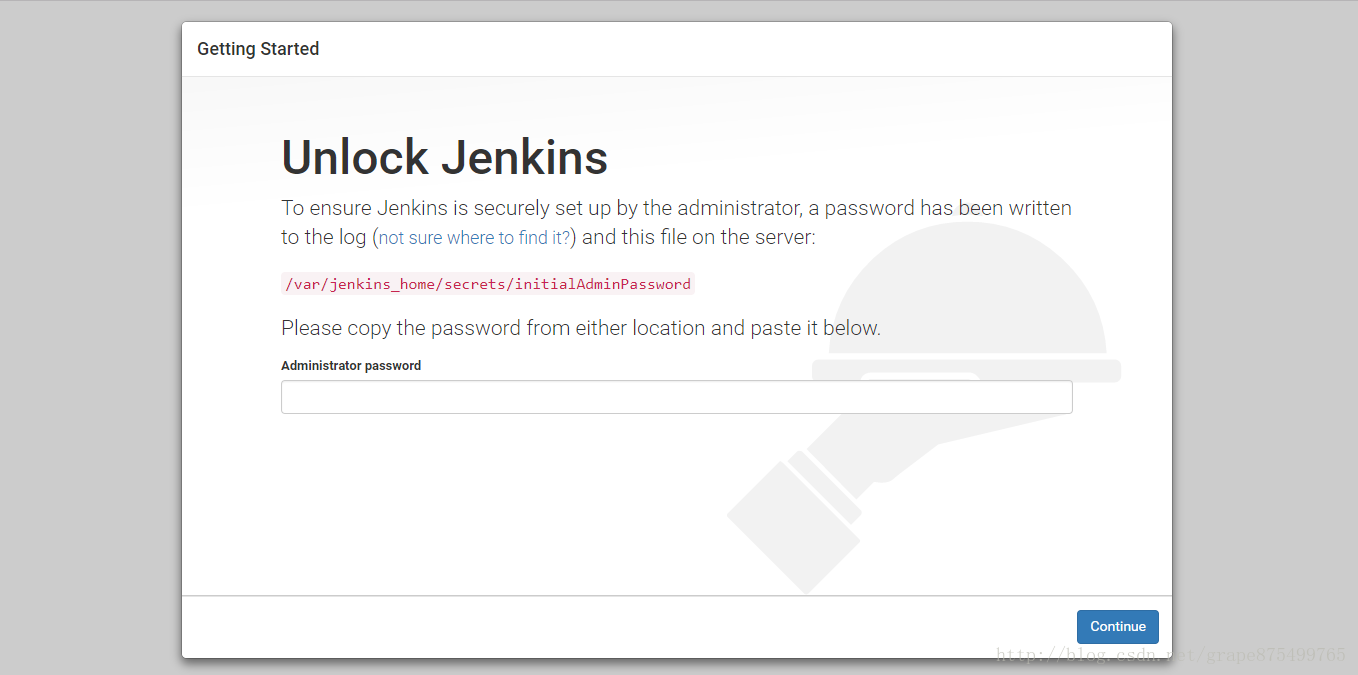 Getting Started
Unlock Jenkins
To ensure Jenkins is securely set up by the administrator, a password has been written
to the log (not sure where to find it?) and this file on the server:
/var/jenkins_home/secrets/initialAdminPassword
Please copy the password from either location and paste it below.
Administrator password
Continue
http://blog.csdn.net/grape875499765